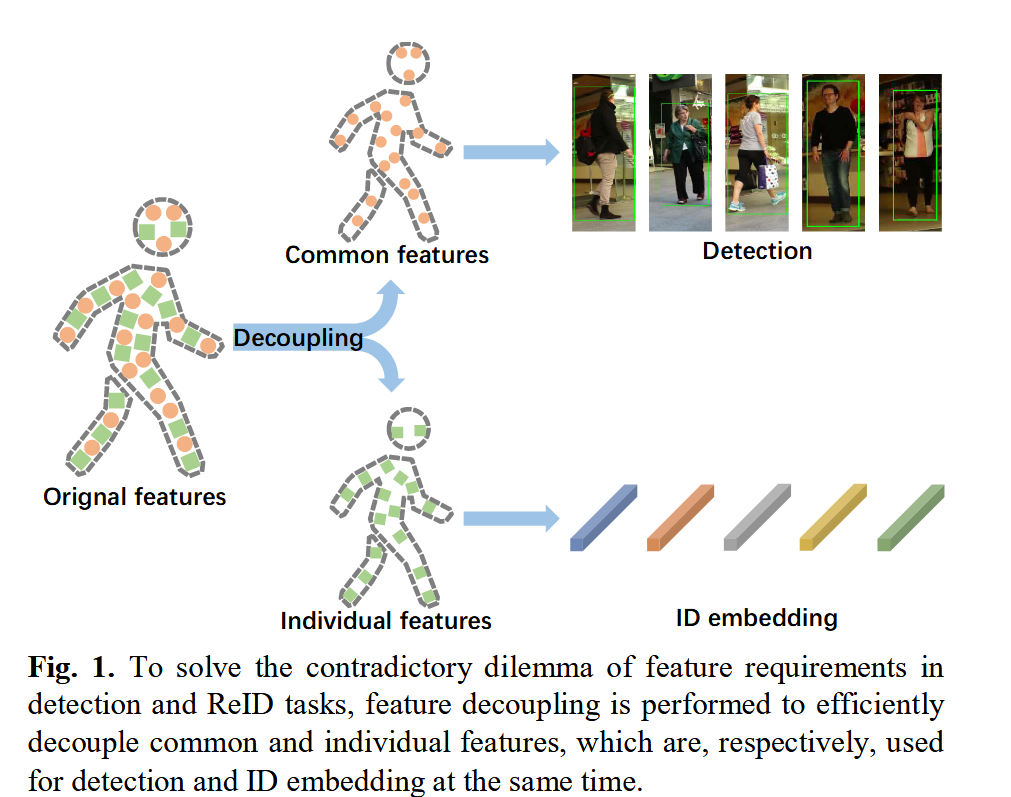 Common features
Detection
Decoupling
Orignal features
Individual features
ID embedding
Fig. 1. To solve the contradictory dilemma of feature requirements in
detection and ReID tasks, feature decoupling is performed to efficiently
decouple common and individual features, which are, respectively, used
for detection and ID embedding at the same time.